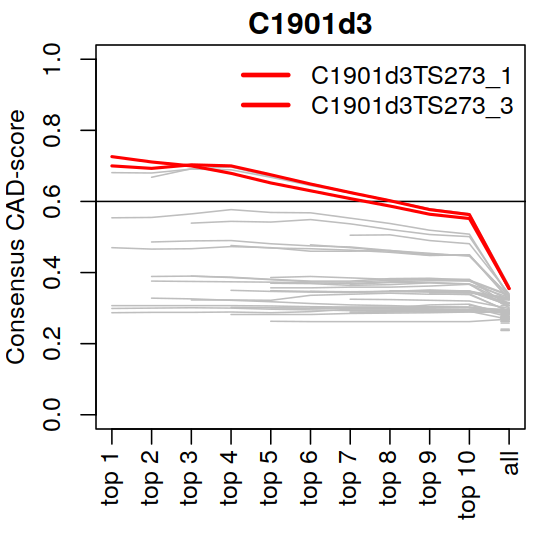 C1901d3
C1901d3TS273_1
C1901d3TS273_3
Consensus CAD-score
1.0
0.8
0.6
0.4
0.2
0.0
top 1
top 2
top 3
top 4
top 5
top 6
top 7
top 8
top 9
top 10
all